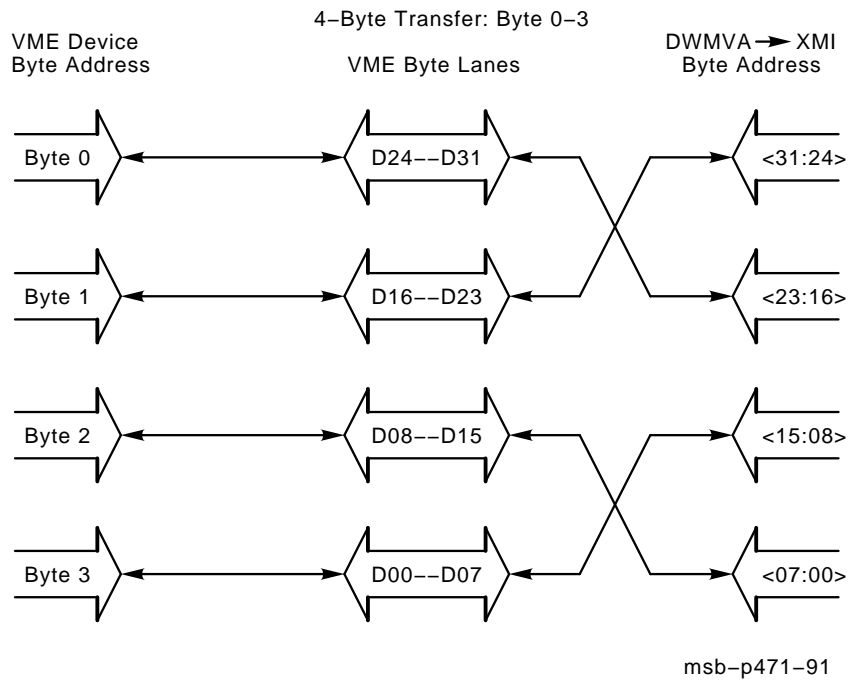 4−Byte Transfer: Byte 0−3
VME Device
Byte Address
VME Byte Lanes
DWMVA → XMI
Byte Address
Byte 0
D24−−D31
<31:24>
Byte 1
D16−−D23
<23:16>
Byte 2
D08−−D15
<15:08>
Byte 3
D00−−D07
<07:00>
msb−p471−91